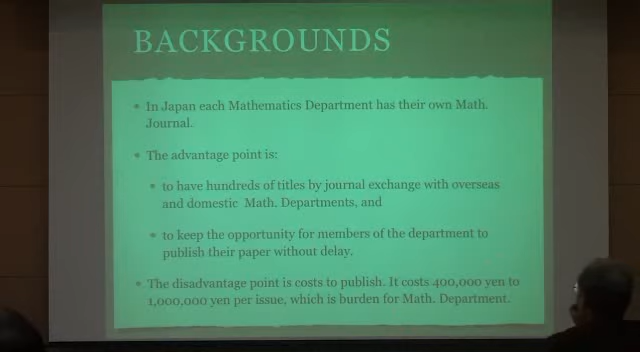 BACKGROUNDS
• In Japan each Mathematics Department has their own Math.
Journal.
• The advantage point is:
• to have hundreds of titles by journal exchange with overseas
and domestic Math. Departments, and
• to keep the opportunity for members of the department to
publish their paper without delay.
• The disadvantage point is costs to publish. It costs 400,000 yen to
1,000,000 yen per issue, which is burden for Math. Department.